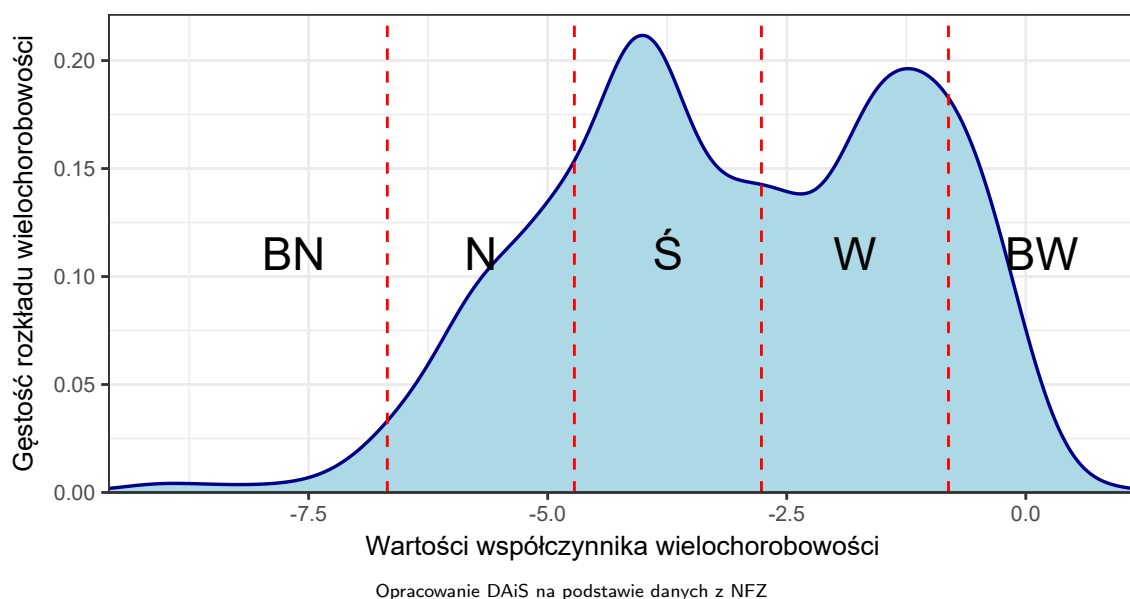 Gęstość rozkładu wielochorobowości
0.20
0.15
0.10
0.05
0.00
BN N Ś W BW
-7.5 -5.0 -2.5 0.0
Wartości współczynnika wielochorobowości
Opracowanie DAiS na podstawie danych z NFZ